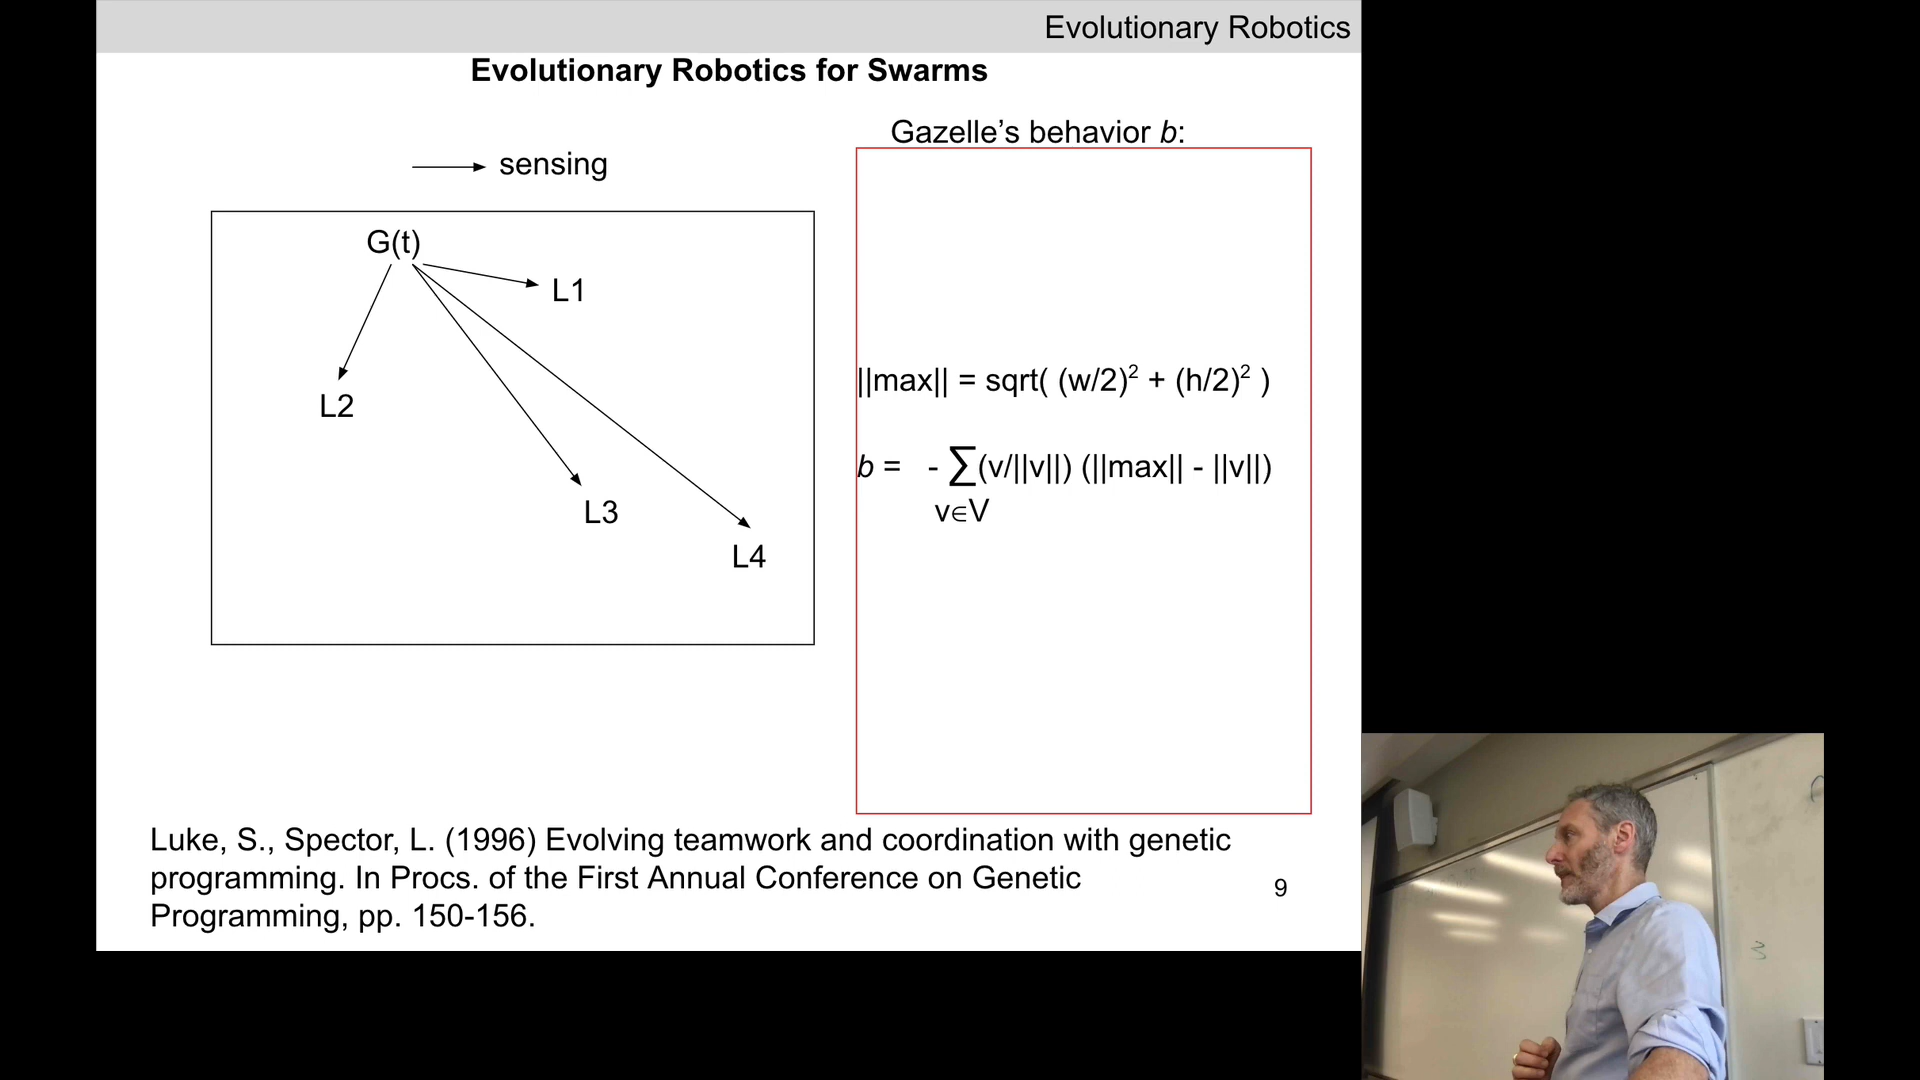 Evolutionary Robotics
Evolutionary Robotics for Swarms
Gazelle’s behavior b:
sensing
G(t)
L1
L2
L3
L4
||max|| = sqrt( (w/2)² + (h/2)² )
b = - ∑(v/||v||) (||max|| - ||v||)
v∈V
Luke, S., Spector, L. (1996) Evolving teamwork and coordination with genetic
programming. In Procs. of the First Annual Conference on Genetic
Programming, pp. 150-156.
9